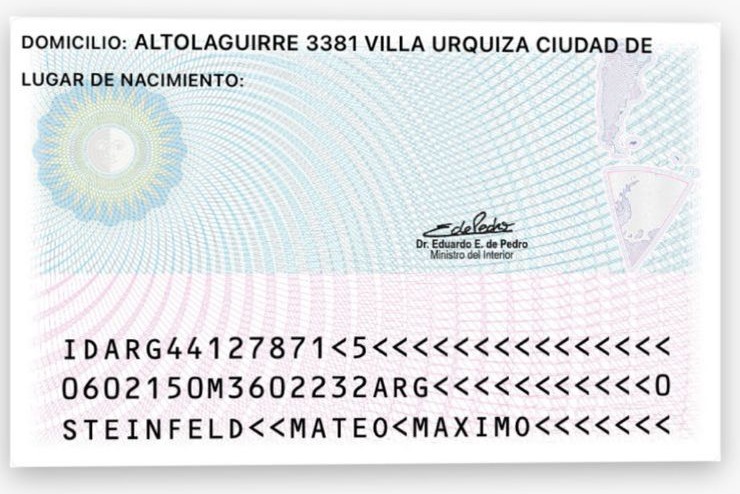 DOMICILIO: ALTOLAGUIRRE 3381 VILLA URQUIZA CIUDAD DE
LUGAR DE NACIMIENTO:
EdePedro
Dr. Eduardo E. de Pedro
Ministro del Interior
IDARG44127871<5<<<<<<<<<<<<<<<
0602150M3602232ARG<<<<<<<<<<<0
STEINFELD<<MATEO<MAXIMO<<<<<<<